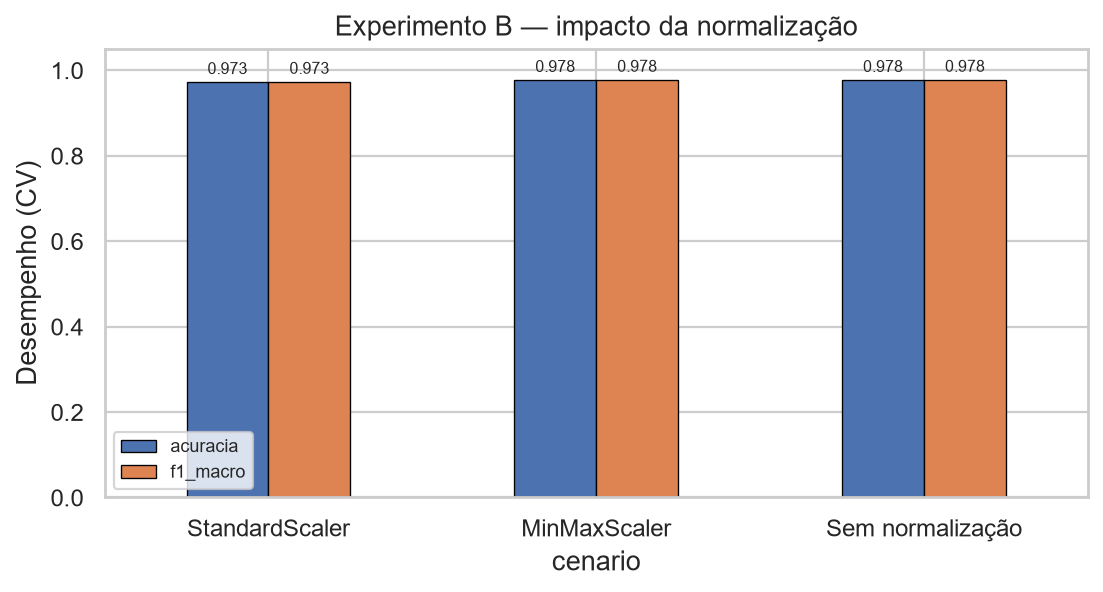 Experimento B — impacto da normalização
Desempenho (CV)
1.0
0.8
0.6
0.4
0.2
0.0
0.973
0.973
0.978
0.978
0.978
0.978
acuracia
f1_macro
StandardScaler
MinMaxScaler
Sem normalização
cenario